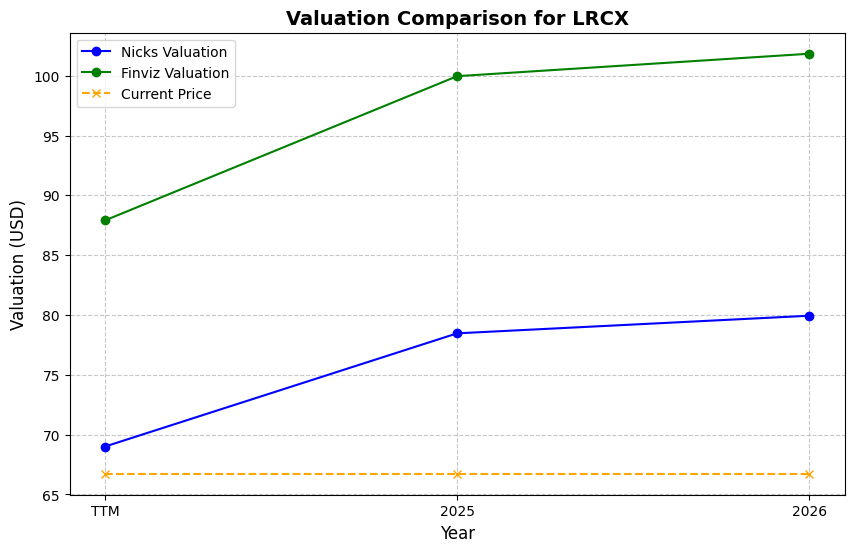 Valuation Comparison for LRCX
Nicks Valuation
Finviz Valuation
Current Price
Valuation (USD)
100
95
90
85
80
75
70
65
TTM
2025
2026
Year